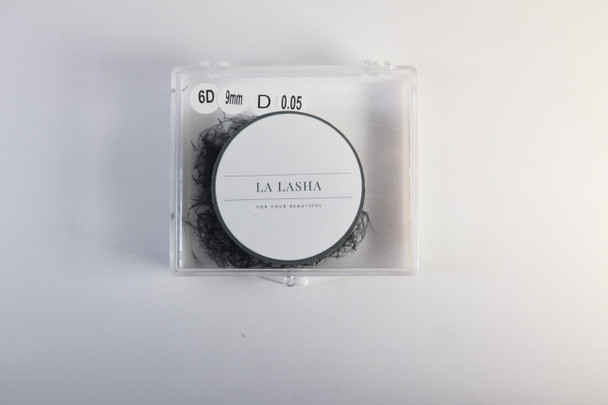 6D 9mm D 0.05
LA LASHA
FOR YOUR BEAUTIFUL